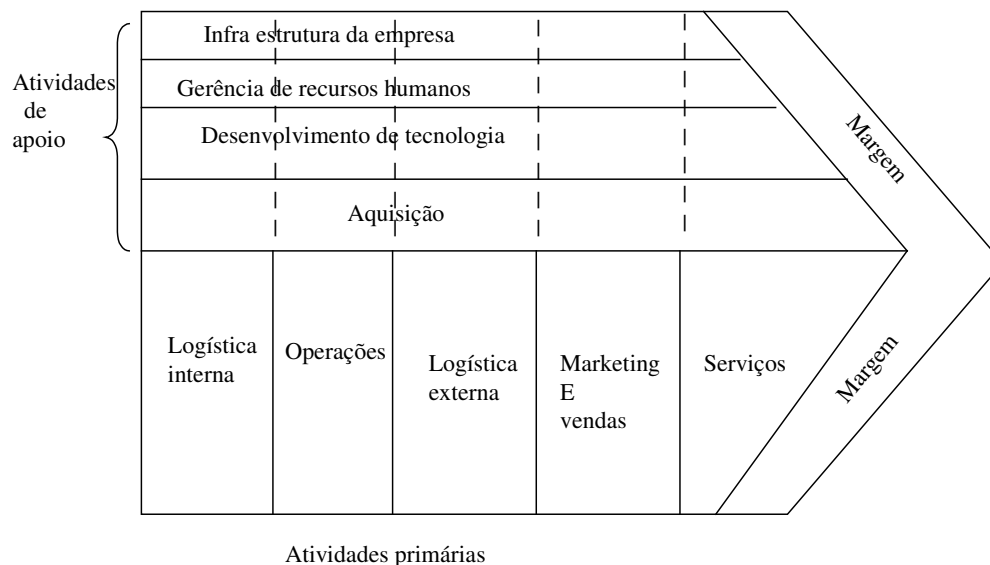 Infra estrutura da empresa
Atividades
de
apoio
Gerência de recursos humanos
Desenvolvimento de tecnologia
Aquisição
Margem
Logística
interna
Operações
Logística
externa
Marketing
E
vendas
Serviços
Margem
Atividades primárias